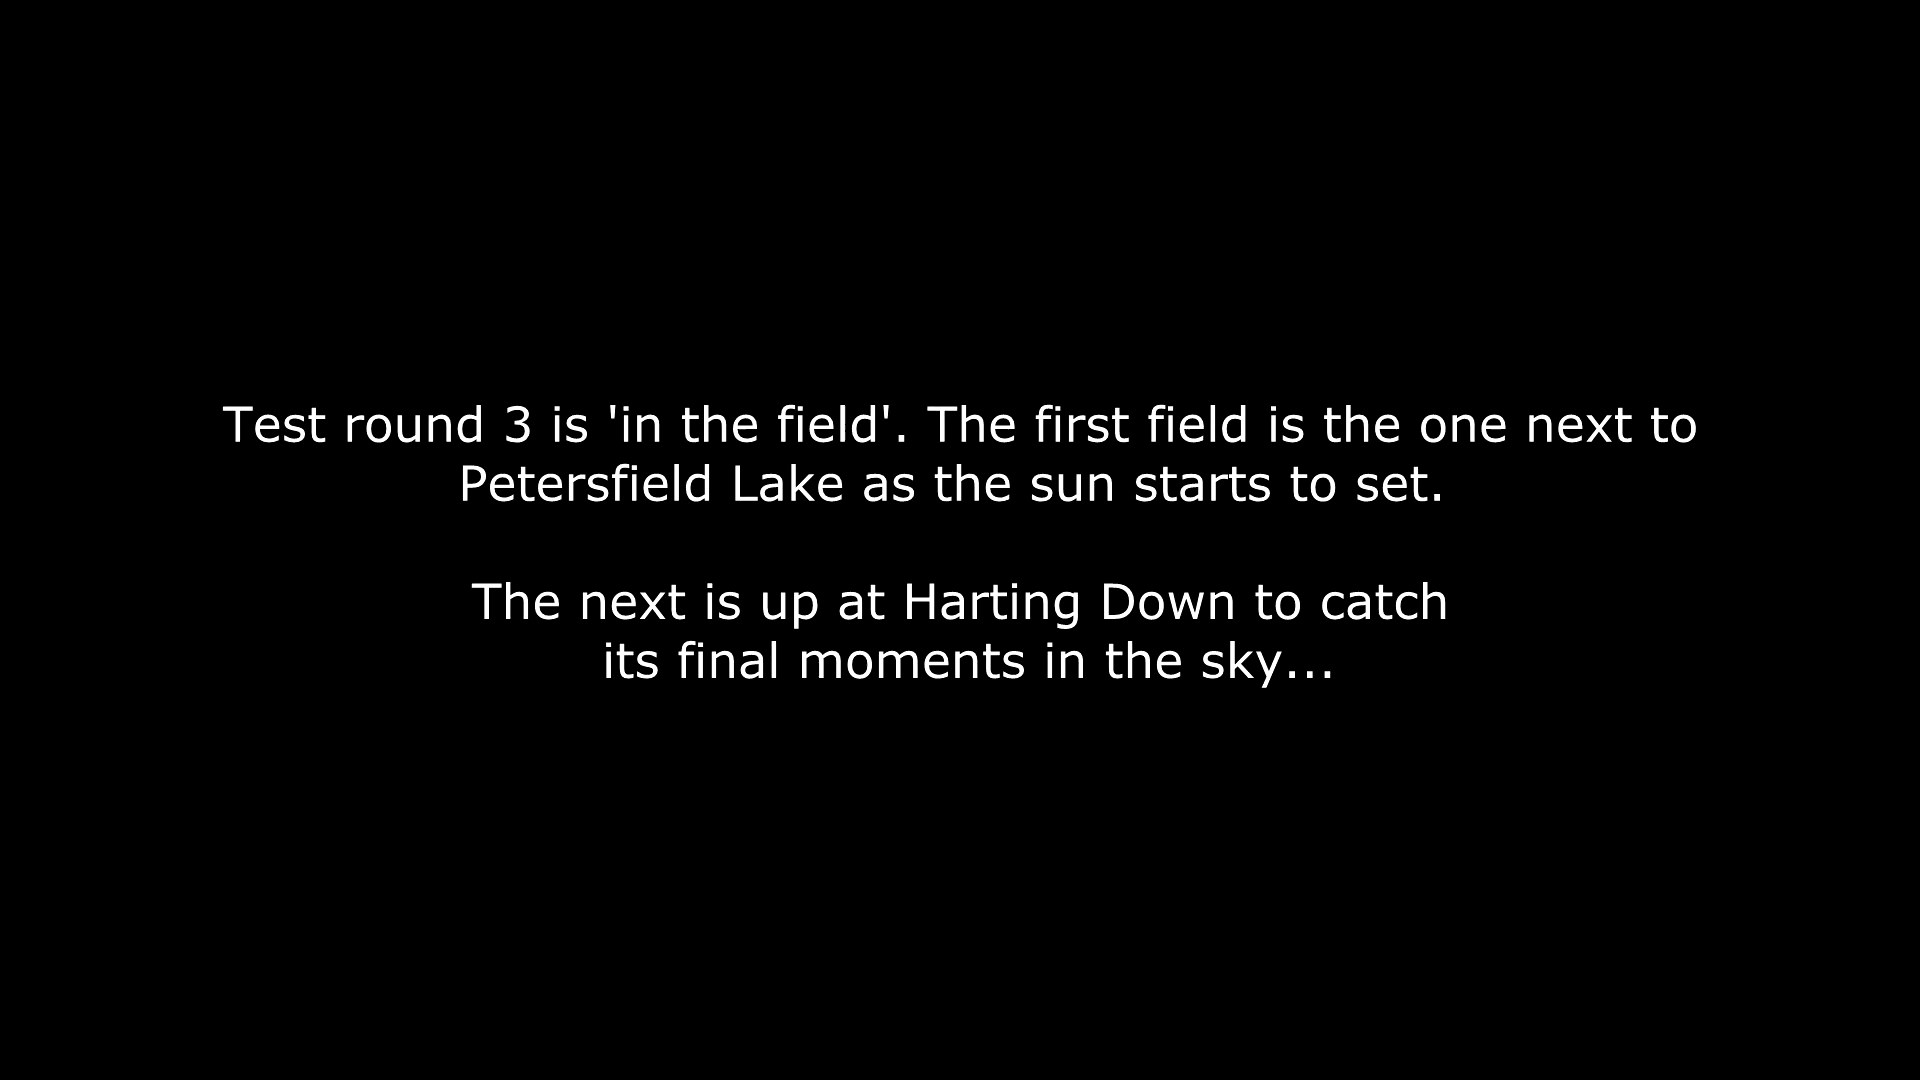 Test round 3 is 'in the field'. The first field is the one next to
Petersfield Lake as the sun starts to set.
The next is up at Harting Down to catch
its final moments in the sky...